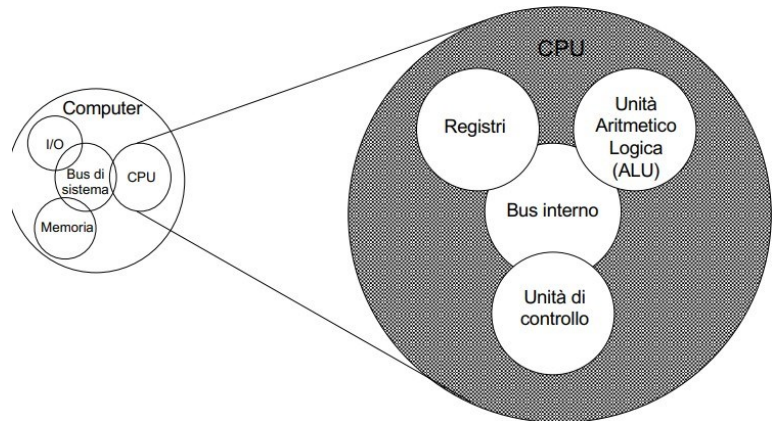 Computer
I/O
Bus di
sistema
CPU
Memoria
CPU
Registri
Unità
Aritmetico
Logica
(ALU)
Bus interno
Unità di
controllo